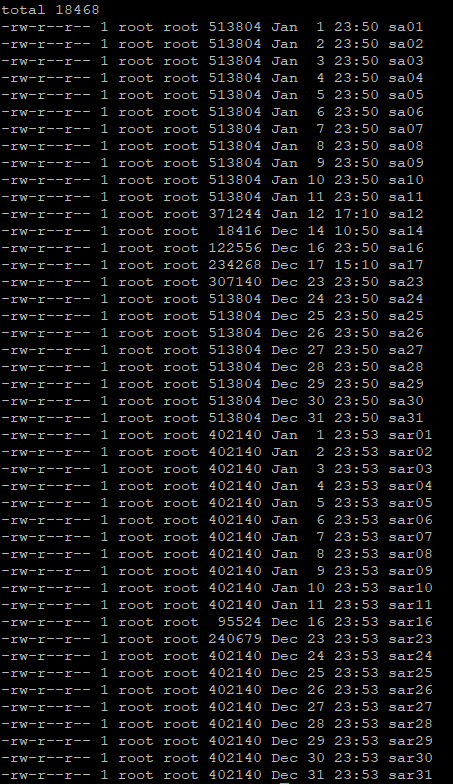 total 18468
-rw-r--r-- 1 root root 513804 Jan  1 23:50 sa01
-rw-r--r-- 1 root root 513804 Jan  2 23:50 sa02
-rw-r--r-- 1 root root 513804 Jan  3 23:50 sa03
-rw-r--r-- 1 root root 513804 Jan  4 23:50 sa04
-rw-r--r-- 1 root root 513804 Jan  5 23:50 sa05
-rw-r--r-- 1 root root 513804 Jan  6 23:50 sa06
-rw-r--r-- 1 root root 513804 Jan  7 23:50 sa07
-rw-r--r-- 1 root root 513804 Jan  8 23:50 sa08
-rw-r--r-- 1 root root 513804 Jan  9 23:50 sa09
-rw-r--r-- 1 root root 513804 Jan 10 23:50 sa10
-rw-r--r-- 1 root root 513804 Jan 11 23:50 sa11
-rw-r--r-- 1 root root 371244 Jan 12 17:10 sa12
-rw-r--r-- 1 root root  18416 Dec 14 10:50 sa14
-rw-r--r-- 1 root root 122556 Dec 16 23:50 sa16
-rw-r--r-- 1 root root 234268 Dec 17 15:10 sa17
-rw-r--r-- 1 root root 307140 Dec 23 23:50 sa23
-rw-r--r-- 1 root root 513804 Dec 24 23:50 sa24
-rw-r--r-- 1 root root 513804 Dec 25 23:50 sa25
-rw-r--r-- 1 root root 513804 Dec 26 23:50 sa26
-rw-r--r-- 1 root root 513804 Dec 27 23:50 sa27
-rw-r--r-- 1 root root 513804 Dec 28 23:50 sa28
-rw-r--r-- 1 root root 513804 Dec 29 23:50 sa29
-rw-r--r-- 1 root root 513804 Dec 30 23:50 sa30
-rw-r--r-- 1 root root 513804 Dec 31 23:50 sa31
-rw-r--r-- 1 root root 402140 Jan  1 23:53 sar01
-rw-r--r-- 1 root root 402140 Jan  2 23:53 sar02
-rw-r--r-- 1 root root 402140 Jan  3 23:53 sar03
-rw-r--r-- 1 root root 402140 Jan  4 23:53 sar04
-rw-r--r-- 1 root root 402140 Jan  5 23:53 sar05
-rw-r--r-- 1 root root 402140 Jan  6 23:53 sar06
-rw-r--r-- 1 root root 402140 Jan  7 23:53 sar07
-rw-r--r-- 1 root root 402140 Jan  8 23:53 sar08
-rw-r--r-- 1 root root 402140 Jan  9 23:53 sar09
-rw-r--r-- 1 root root 402140 Jan 10 23:53 sar10
-rw-r--r-- 1 root root 402140 Jan 11 23:53 sar11
-rw-r--r-- 1 root root  95524 Dec 16 23:53 sar16
-rw-r--r-- 1 root root 240679 Dec 23 23:53 sar23
-rw-r--r-- 1 root root 402140 Dec 24 23:53 sar24
-rw-r--r-- 1 root root 402140 Dec 25 23:53 sar25
-rw-r--r-- 1 root root 402140 Dec 26 23:53 sar26
-rw-r--r-- 1 root root 402140 Dec 27 23:53 sar27
-rw-r--r-- 1 root root 402140 Dec 28 23:53 sar28
-rw-r--r-- 1 root root 402140 Dec 29 23:53 sar29
-rw-r--r-- 1 root root 402140 Dec 30 23:53 sar30
-rw-r--r-- 1 root root 402140 Dec 31 23:53 sar31